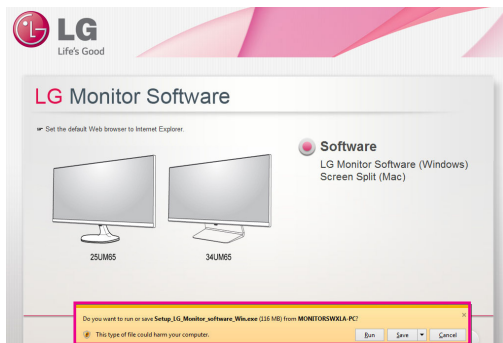 LG
Life's Good
LG Monitor Software
☞ Set the default Web browser to Internet Explorer.
Software
LG Monitor Software (Windows)
Screen Split (Mac)
25UM65
34UM65
Do you want to run or save Setup_LG_Monitor_software_Win.exe (116 MB) from MONITORSWXLA-PC?
This type of file could harm your computer.
Run Save Cancel